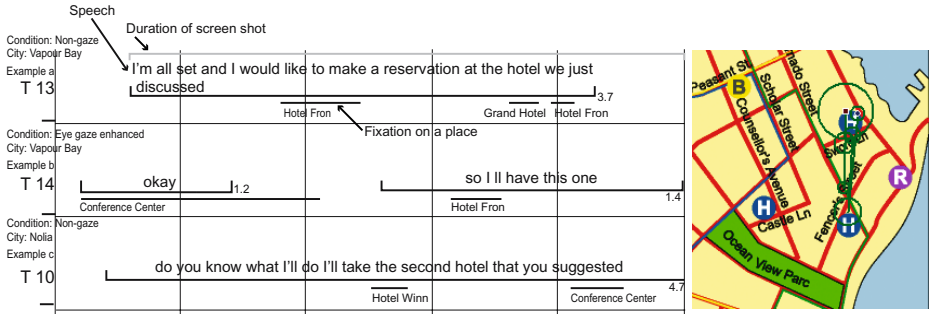 Speech
Duration of screen shot
Condition: Non-gaze
City: Vapour Bay
Example a
T 13
I'm all set and I would like to make a reservation at the hotel we just
discussed
3.7
Hotel Fron
Grand Hotel
Hotel Fron
Fixation on a place
Condition: Eye gaze enhanced
City: Vapour Bay
Example b
T 14
okay
1.2
so I ll have this one
1.4
Conference Center
Hotel Fron
Condition: Non-gaze
City: Nolia
Example c
T 10
do you know what I'll do I'll take the second hotel that you suggested
4.7
Hotel Winn
Conference Center
Peasant St.
B
Scholar Street
Street
Counsellor's Avenue
H
R
H
Castle
Fencer's Street
H
Ocean View Parc